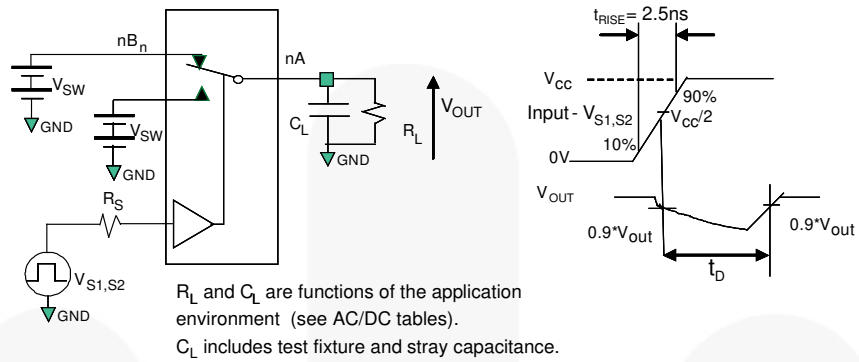 nBn
nA
VSW
GND
VSW
GND
CL
RL
VOUT
GND
RS
VS1,S2
GND
RL and CL are functions of the application
environment (see AC/DC tables).
CL includes test fixture and stray capacitance.
tRISE= 2.5ns
VCC
90%
Input - VS1,S2
VCC/2
10%
0V
VOUT
0.9*Vout
0.9*Vout
tD